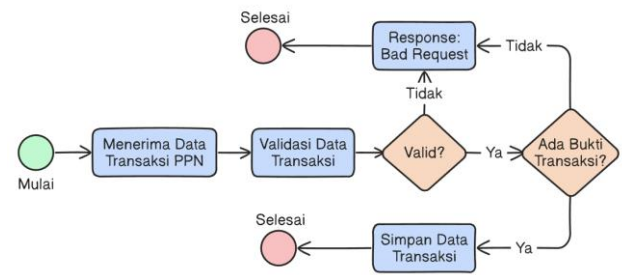 Selesai
Response:
Bad Request
Tidak
Tidak
Menerima Data
Transaksi PPN
Validasi Data
Transaksi
Valid?
Ya
Ada Bukti
Transaksi?
Mulai
Selesai
Simpan Data
Transaksi
Ya